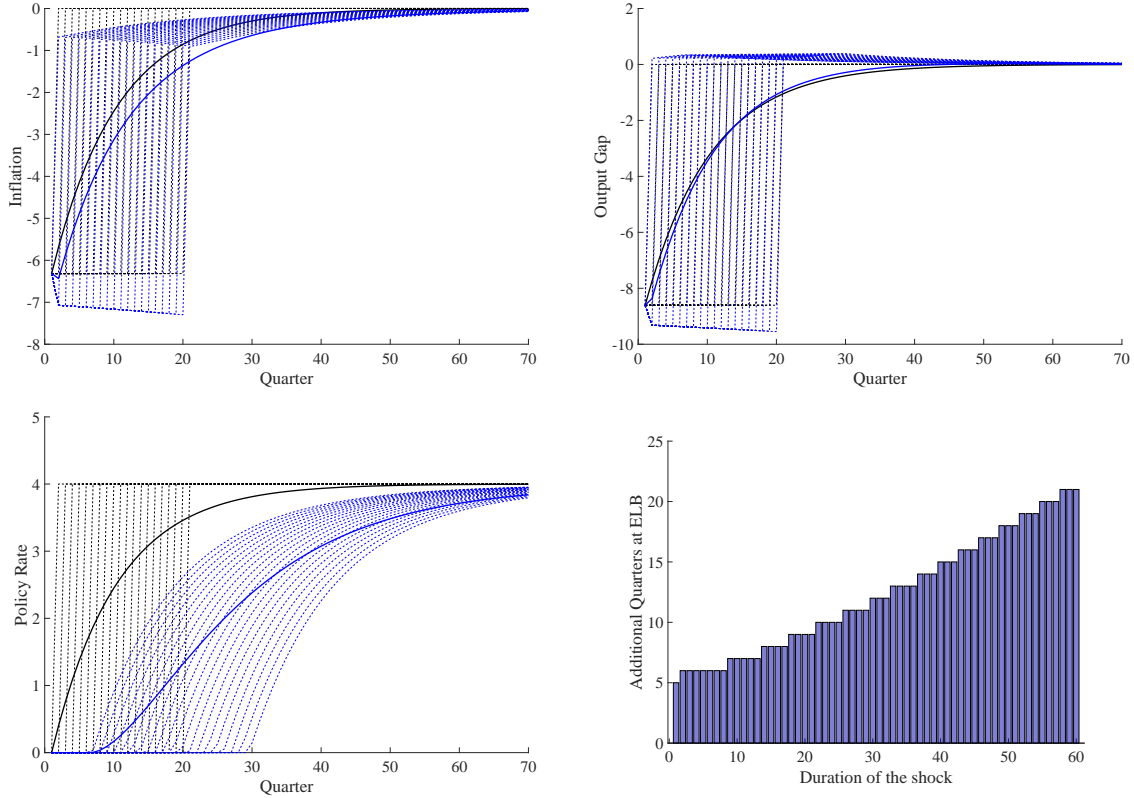 0
-1
-2
-3
-4
-5
-6
-7
-8
Inflation
0 10 20 30 40 50 60 70
Quarter
2
0
-2
-4
-6
-8
-10
Output Gap
0 10 20 30 40 50 60 70
Quarter
5
4
3
2
1
0
Policy Rate
0 10 20 30 40 50 60 70
Quarter
25
20
15
10
5
0
Additional Quarters at ELB
0 10 20 30 40 50 60
Duration of the shock